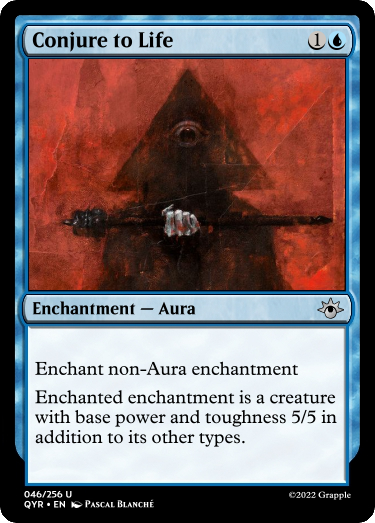 Conjure to Life 1
Enchantment — Aura
Enchant non-Aura enchantment
Enchanted enchantment is a creature
with base power and toughness 5/5 in
addition to its other types.
046/256 U
QYR • EN Pascal Blanché
©2022 Grapple